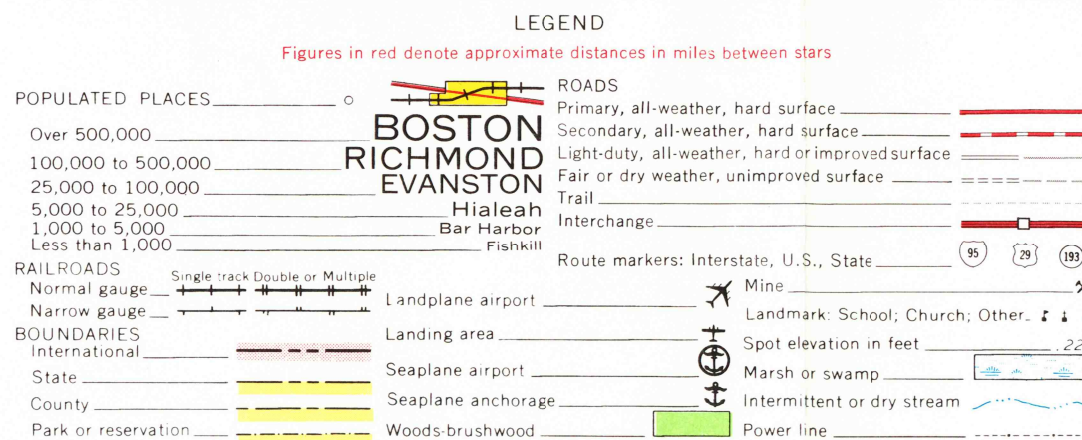 LEGEND
Figures in red denote approximate distances in miles between stars
POPULATED PLACES
Over 500,000 BOSTON
100,000 to 500,000 RICHMOND
25,000 to 100,000 EVANSTON
5,000 to 25,000 Hialeah
1,000 to 5,000 Bar Harbor
Less than 1,000 Fishkill
RAILROADS
Single track Double or Multiple
Normal gauge
Narrow gauge
BOUNDARIES
International
State
County
Park or reservation
Landplane airport
Landing area
Seaplane airport
Seaplane anchorage
Woods-brushwood
ROADS
Primary, all-weather, hard surface
Secondary, all-weather, hard surface
Light-duty, all-weather, hard or improved surface
Fair or dry weather, unimproved surface
Trail
Interchange
Route markers: Interstate, U.S., State 95 29 193
Mine
Landmark: School; Church; Other
Spot elevation in feet .22
Marsh or swamp
Intermittent or dry stream
Power line